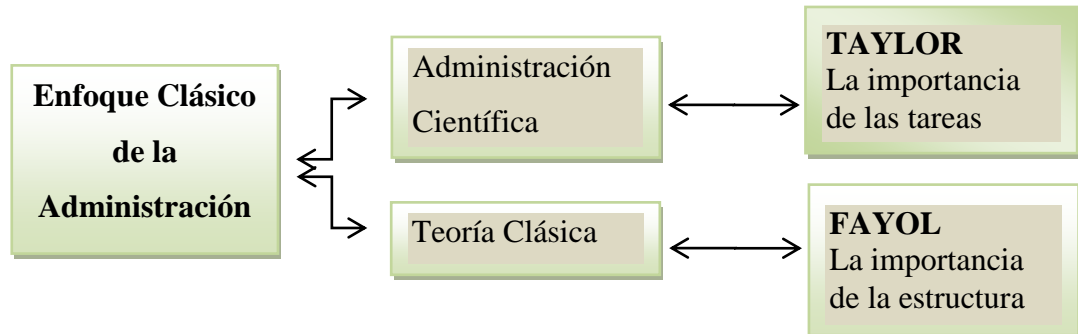 Enfoque Clásico
de la
Administración
Administración
Científica
TAYLOR
La importancia
de las tareas
Teoría Clásica
FAYOL
La importancia
de la estructura